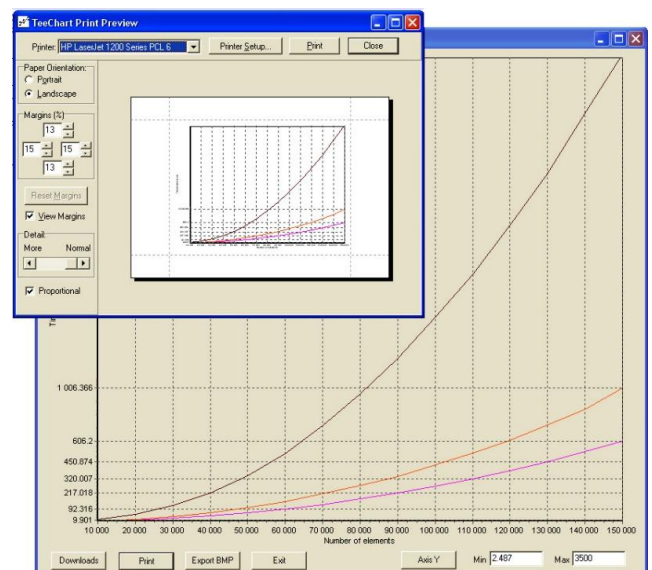 TeeChart Print Preview
Printer: HP LaserJet 1200 Series PCL 6 Printer Setup... Print Close
Paper Orientation:
Portrait
Landscape
Margins (%)
13
15 15
13
Reset Margins
View Margins
Detail:
More Normal
Proportional
1 006.366
606.2
450.874
320.007
217.018
92.316
9.901
10 000 20 000 30 000 40 000 50 000 60 000 70 000 80 000 90 000 100 000 110 000 120 000 130 000 140 000 150 000
Number of elements
Downloads Print Export BMP Exit Axis Y Min 2.487 Max 3500